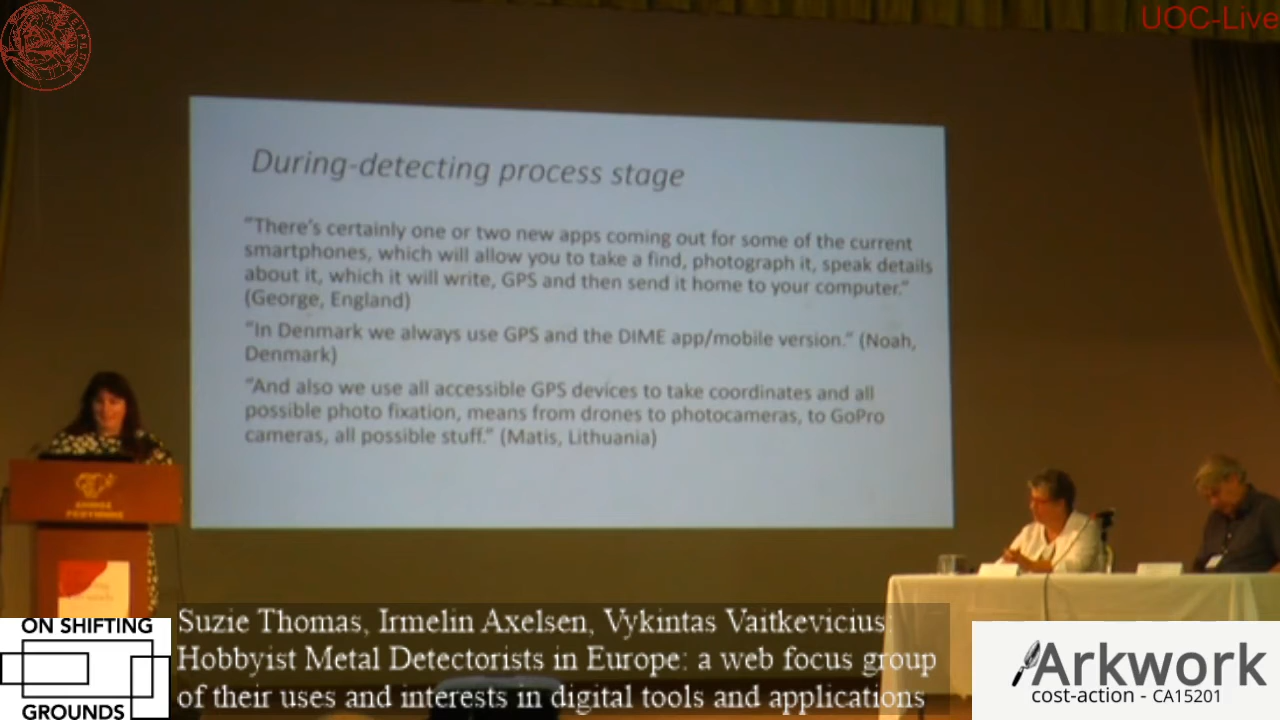 UOC-Live
During-detecting process stage
"There's certainly one or two new apps coming out for some of the current
smartphones, which will allow you to take a find, photograph it, speak details
about it, which it will write, GPS and then send it home to your computer."
(George, England)
"In Denmark we always use GPS and the DIME app/mobile version." (Noah,
Denmark)
"And also we use all accessible GPS devices to take coordinates and all
possible photo fixation, means from drones to photocameras, to GoPro
cameras, all possible stuff." (Matis, Lithuania)
ON SHIFTING
GROUNDS
Suzie Thomas, Irmelin Axelsen, Vykintas Vaitkevicius:
Hobbyist Metal Detectorists in Europe: a web focus group
of their uses and interests in digital tools and applications
Arkwork
cost-action - CA15201